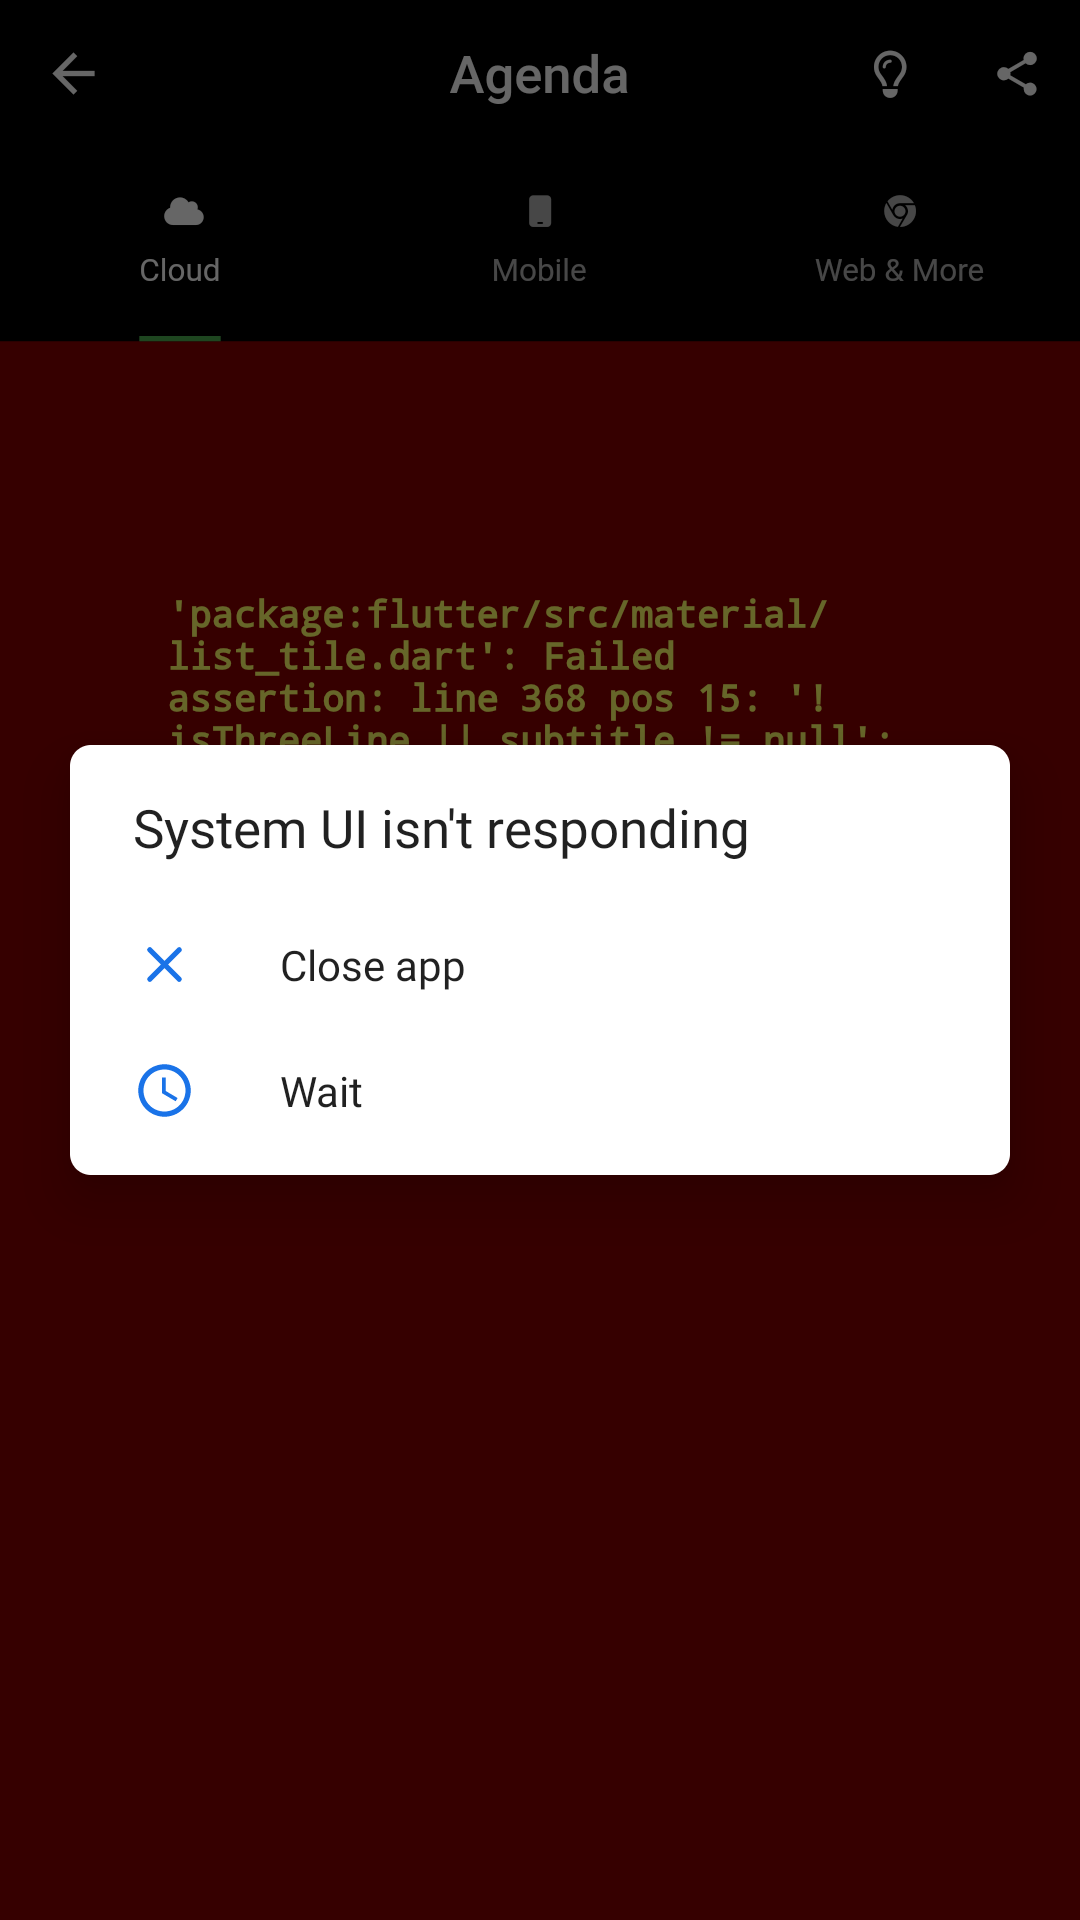 Agenda
Cloud
Mobile
Web & More
'package:flutter/src/material/
list_tile.dart': Failed
assertion: line 368 pos 15: '!
isThreeLine || subtitle != null':
System UI isn't responding
Close app
Wait